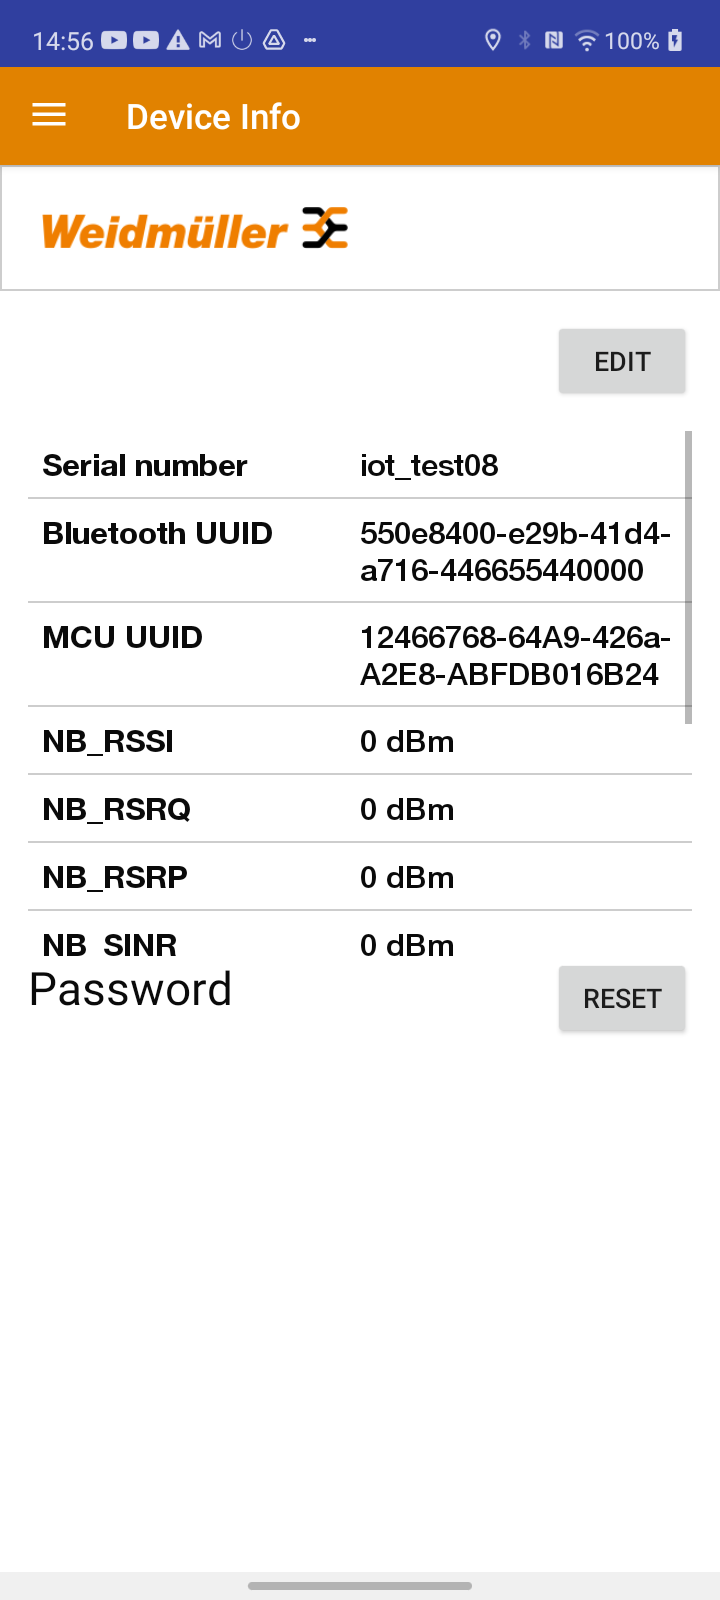 14:56
100%
Device Info
Weidmüller
EDIT
Serial number iot_test08
Bluetooth UUID 550e8400-e29b-41d4-
a716-446655440000
MCU UUID 12466768-64A9-426a-
A2E8-ABFDB016B24
NB_RSSI 0 dBm
NB_RSRQ 0 dBm
NB_RSRP 0 dBm
NB_SINR 0 dBm
Password RESET